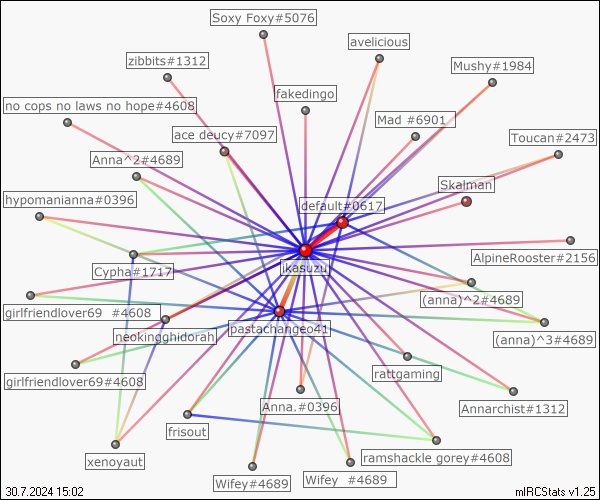 Soxy Foxy#5076
avelicious
zibbits#1312
Mushy#1984
fakedingo
no cops no laws no hope#4608
Mad #6901
ace deucy#7097
Toucan#2473
Anna^2#4689
Skalman
hypomanianna#0396
default#0617
AlpineRooster#2156
Cypha#1717
ikasuzu
(anna)^2#4689
girlfriendlover69 #4608
pastachangeo41
neokingghidorah
(anna)^3#4689
rattgaming
girlfriendlover69#4608
Anna.#0396
Annarchist#1312
frisout
ramshackle gorey#4608
xenoyaut
Wifey#4689
Wifey #4689
30.7.2024 15:02
mIRCStats v1.25